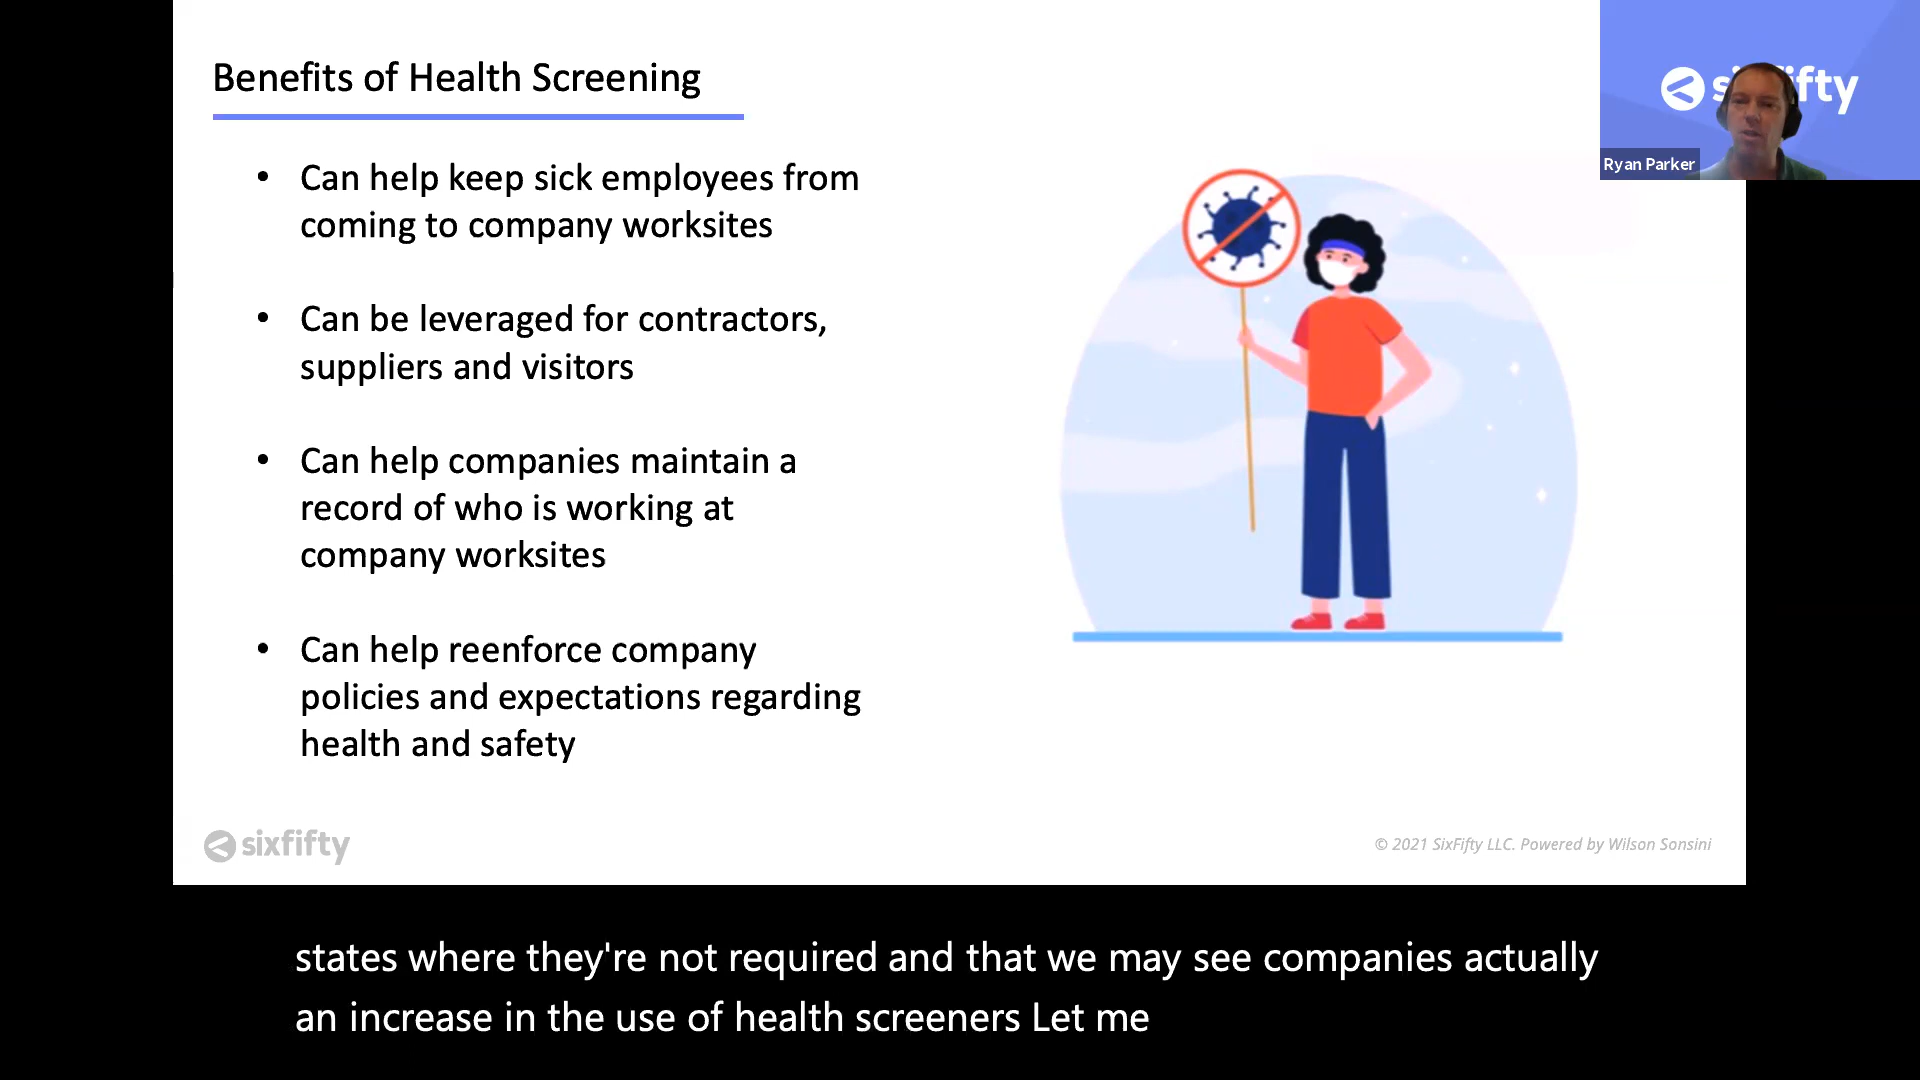 Benefits of Health Screening
• Can help keep sick employees from
coming to company worksites
• Can be leveraged for contractors,
suppliers and visitors
• Can help companies maintain a
record of who is working at
company worksites
• Can help reenforce company
policies and expectations regarding
health and safety
sixfifty
© 2021 SixFifty LLC. Powered by Wilson Sonsini
Ryan Parker
states where they're not required and that we may see companies actually
an increase in the use of health screeners Let me